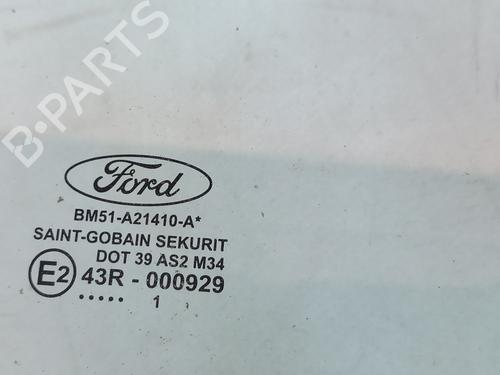 B-PARTS
Ford
BM51-A21410-A*
SAINT-GOBAIN SEKURIT
DOT 39 AS2 M34
E2 43R - 000929
..... 1